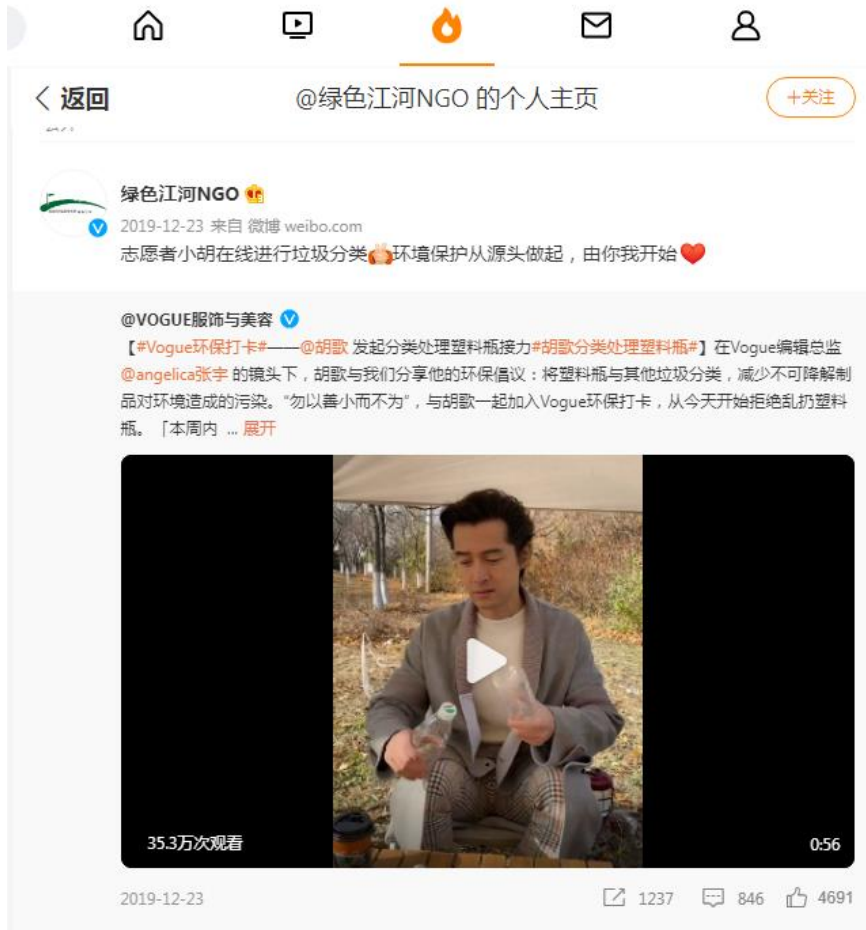 返回
@绿色江河NGO 的个人主页
+关注
绿色江河NGO
2019-12-23 来自 微博 weibo.com
志愿者小胡在线进行垃圾分类环境保护从源头做起，由你我开始
@VOGUE服饰与美容
【#Vogue环保打卡#——@胡歌 发起分类处理塑料瓶接力#胡歌分类处理塑料瓶#】在Vogue编辑总监
@angelica张宇 的镜头下，胡歌与我们分享他的环保倡议：将塑料瓶与其他垃圾分类，减少不可降解制
品对环境造成的污染。“勿以善小而不为”，与胡歌一起加入Vogue环保打卡，从今天开始拒绝乱扔塑料
瓶。「本周内 ... 展开
35.3万次观看
0:56
2019-12-23
1237
846
4691